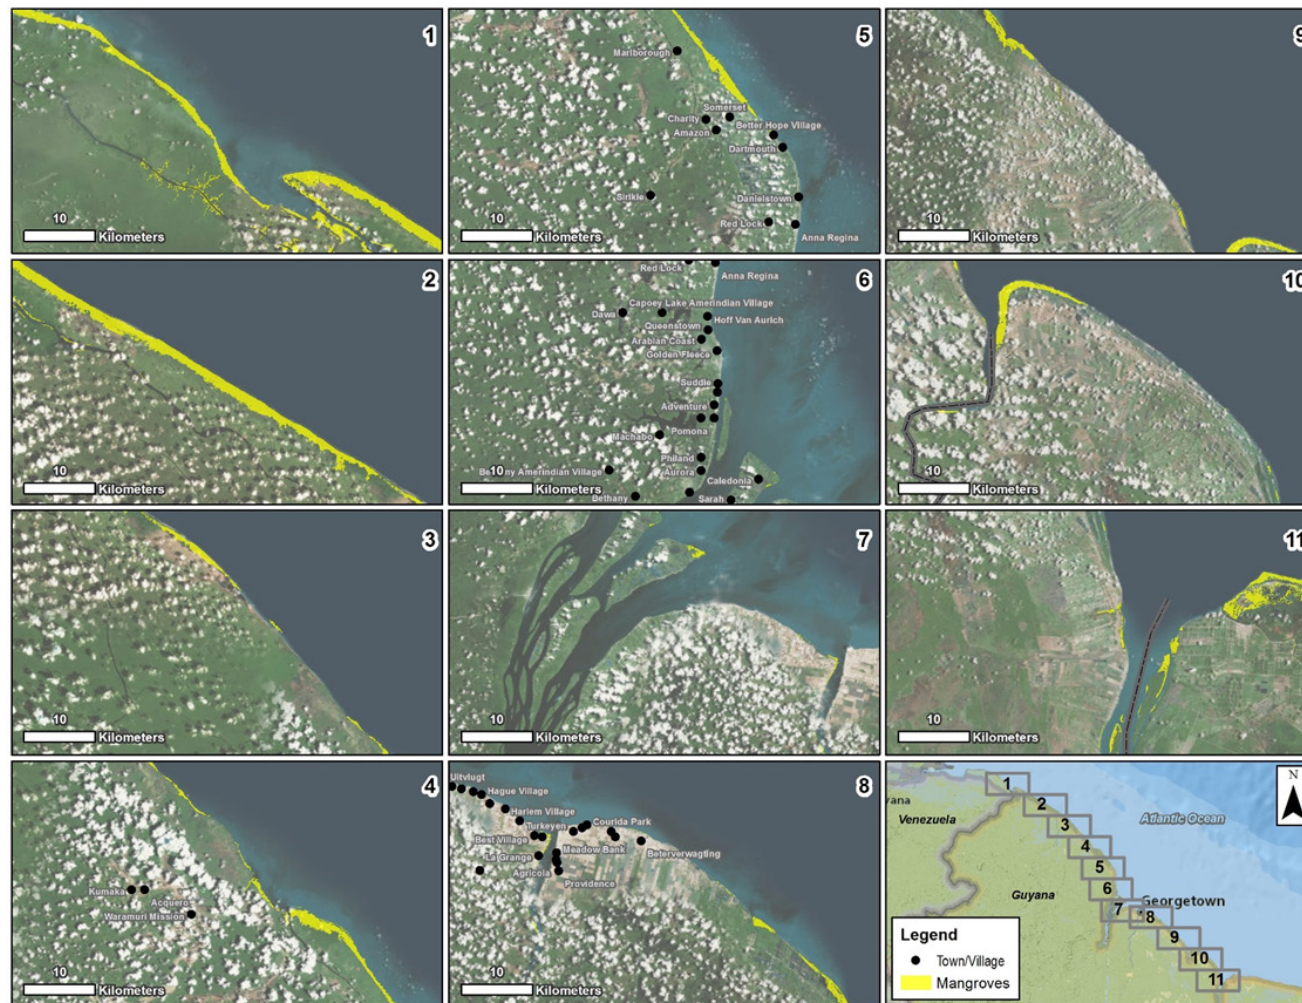 1
10
Kilometers
2
10
Kilometers
3
10
Kilometers
4
Kumaka
Acquero
Waramuri Mission
10
Kilometers
5
Marlborough
Somerset
Charity
Better Hope Village
Amazon
Dartmouth
Sirikie
Danielstown
Red Lock
Anna Regina
10
Kilometers
6
Red Lock
Anna Regina
Capoey Lake Amerindian Village
Dawa
Hoff Van Aurich
Queenstown
Arabian Coast
Golden Fleece
Suddie
Adventure
Pomona
Machabo
Philand
Aurora
Bethany Amerindian Village
Caledonia
Bethany
Sarah
10
Kilometers
7
10
Kilometers
8
Uitvlugt
Hague Village
Harlem Village
Turkeyen
Courida Park
Best Village
Meadow Bank
Beterverwagting
La Grange
Agricola
Providence
10
Kilometers
9
10
Kilometers
10
10
Kilometers
11
10
Kilometers
N
1
yana
Venezuela
2
Atlantic Ocean
3
4
5
6
Guyana
Georgetown
7
8
9
10
11
Legend
Town/Village
Mangroves